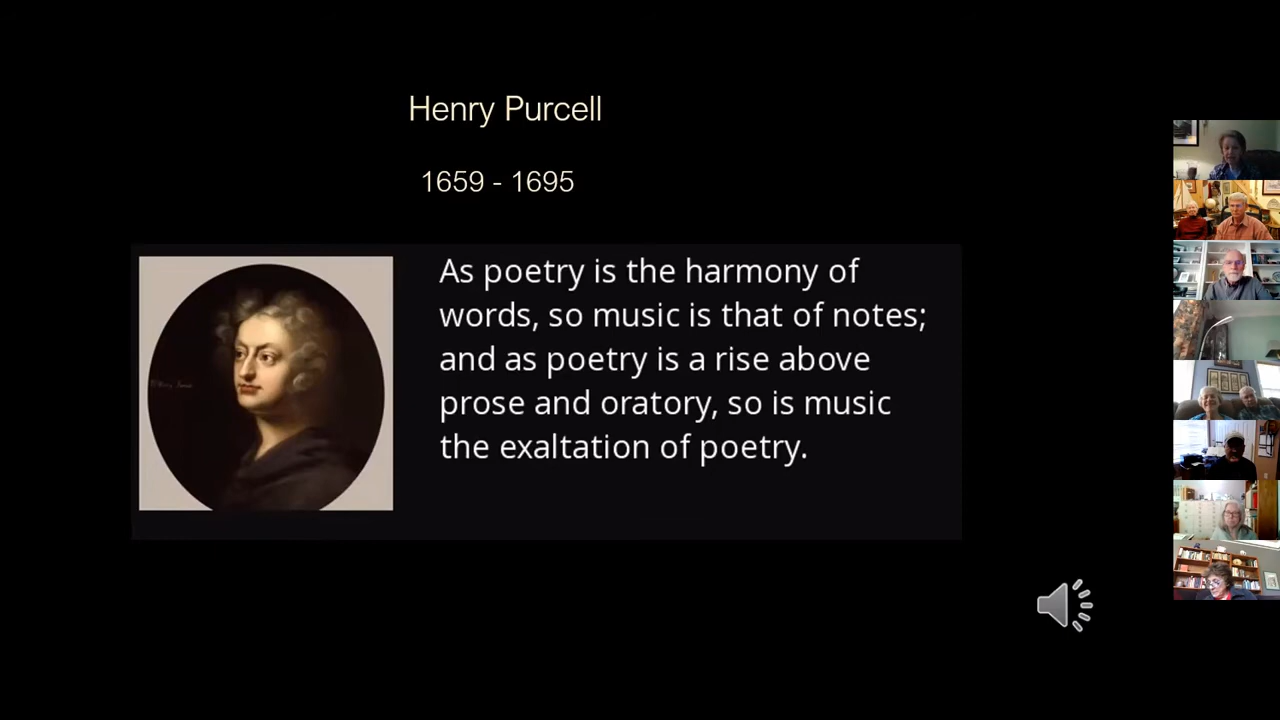 Henry Purcell
1659 - 1695
As poetry is the harmony of
words, so music is that of notes;
and as poetry is a rise above
prose and oratory, so is music
the exaltation of poetry.